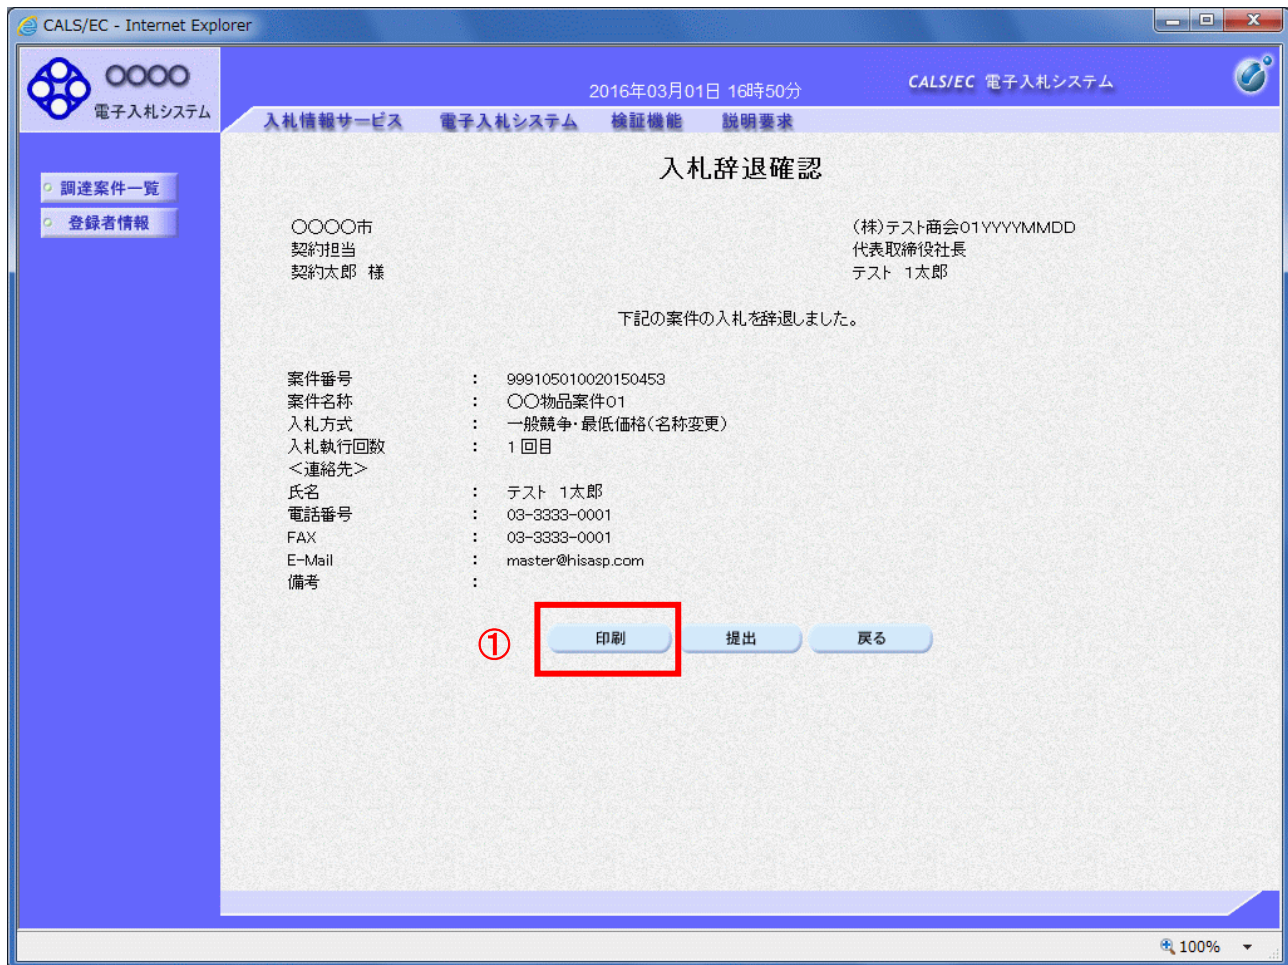 CALS/EC - Internet Explorer
〇〇〇〇
電子入札システム
2016年03月01日 16時50分
CALS/EC 電子入札システム
入札情報サービス 電子入札システム 検証機能 説明要求
調達案件一覧
登録者情報
入札辞退確認
〇〇〇〇市
契約担当
契約太郎 様
(株)テスト商会01YYYYMMDD
代表取締役社長
テスト 1太郎
下記の案件の入札を辞退しました。
案件番号 : 999105010020150453
案件名称 : 〇〇物品案件01
入札方式 : 一般競争・最低価格(名称変更)
入札執行回数 : 1回目
<連絡先>
氏名 : テスト 1太郎
電話番号 : 03-3333-0001
FAX : 03-3333-0001
E-Mail : master@hisasp.com
備考 :
① 印刷 提出 戻る
100%